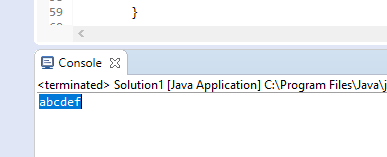 59 }
Console
<terminated> Solution1 [Java Application] C:\Program Files\Java\j
abcdef